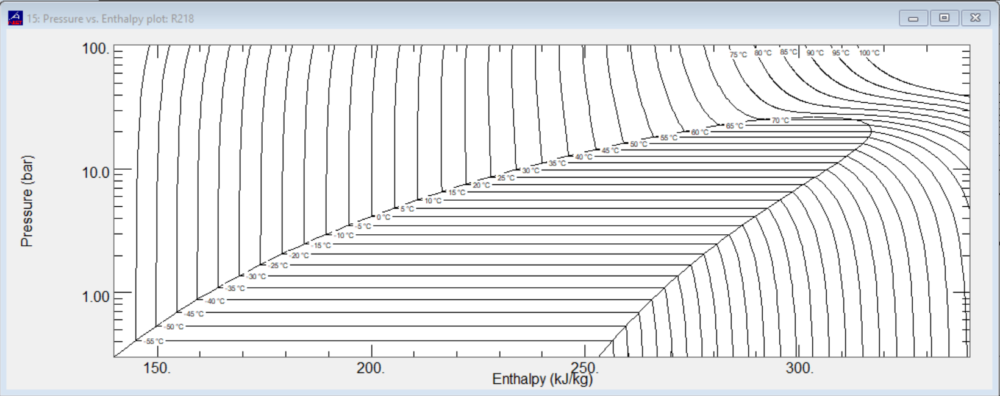 15: Pressure vs. Enthalpy plot: R218
100.
75 °C 80 °C 85 °C 90 °C 95 °C 100 °C
70 °C
65 °C
60 °C
55 °C
50 °C
45 °C
40 °C
35 °C
10.0
30 °C
25 °C
20 °C
15 °C
10 °C
5 °C
0 °C
-5 °C
-10 °C
-15 °C
-20 °C
-25 °C
-30 °C
-35 °C
1.00
-40 °C
-45 °C
-50 °C
-55 °C
Pressure (bar)
150. 200. 250. 300.
Enthalpy (kJ/kg)